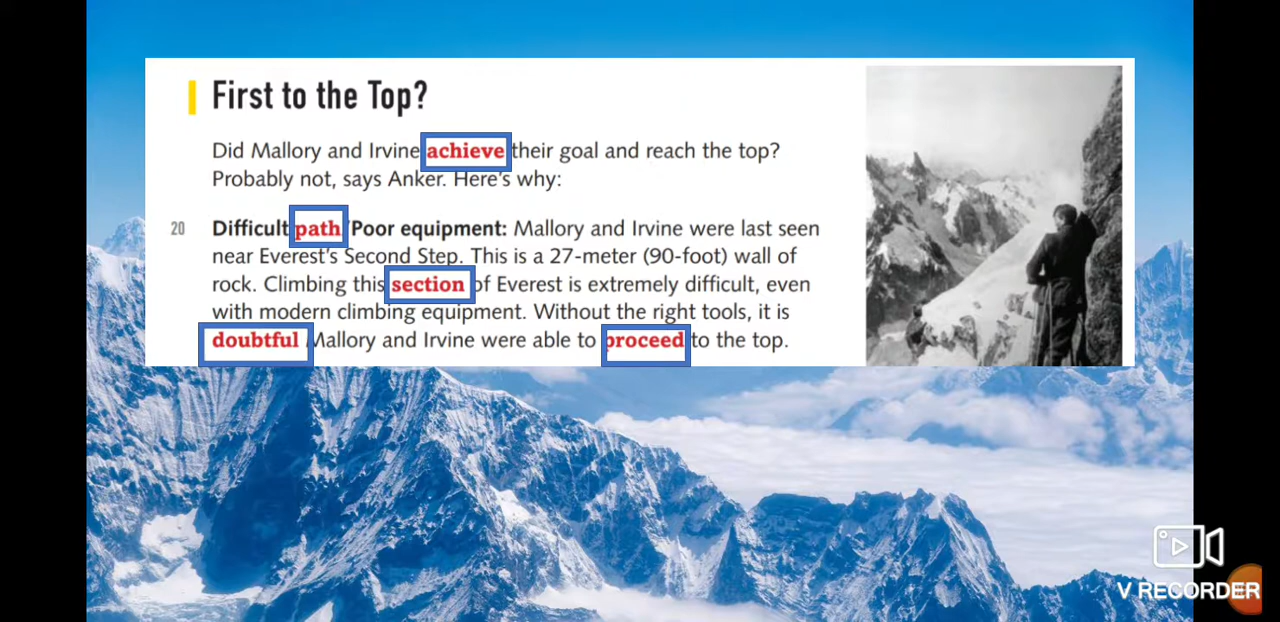 First to the Top?
Did Mallory and Irvine achieve their goal and reach the top?
Probably not, says Anker. Here's why:
20 Difficult path/Poor equipment: Mallory and Irvine were last seen
near Everest's Second Step. This is a 27-meter (90-foot) wall of
rock. Climbing this section of Everest is extremely difficult, even
with modern climbing equipment. Without the right tools, it is
doubtful Mallory and Irvine were able to proceed to the top.
V RECORDER